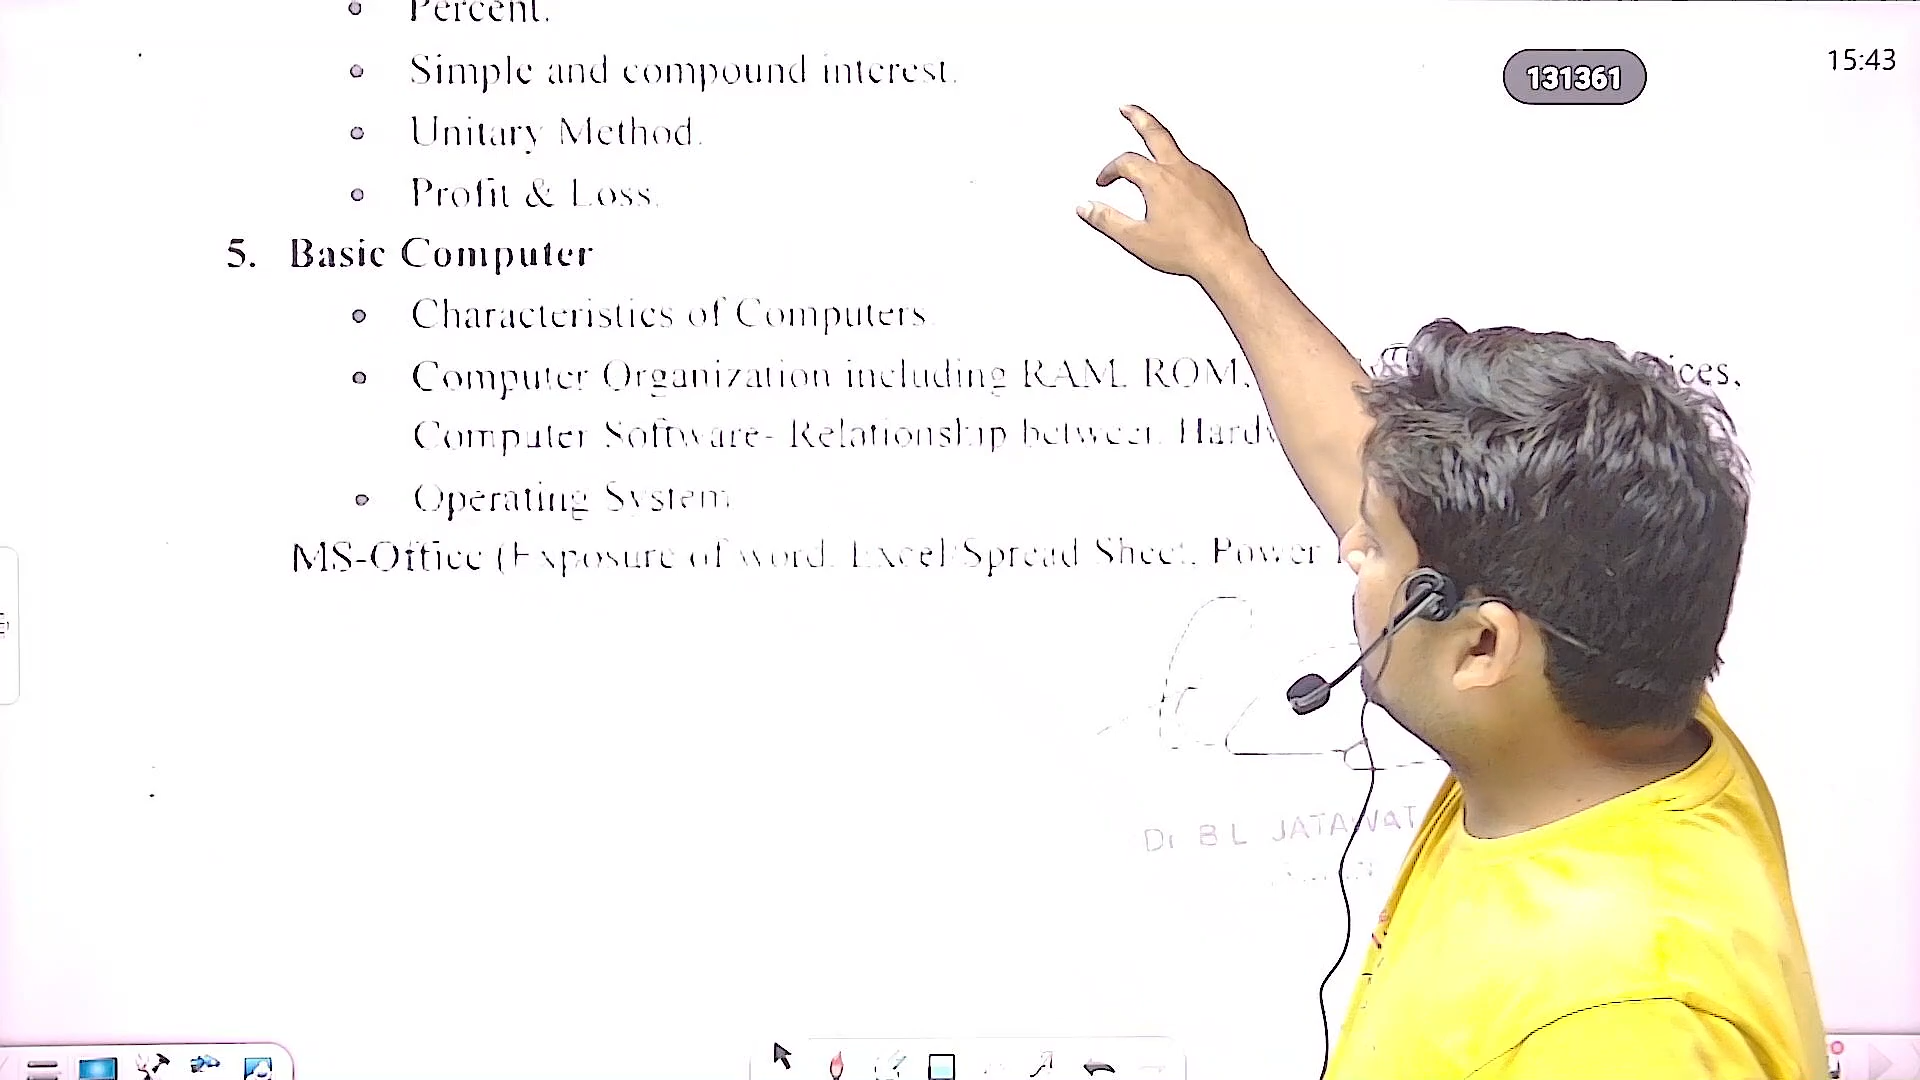 Percent.
Simple and compound interest.
131361
15:43
Unitary Method.
Profit & Loss.
5. Basic Computer
Characteristics of Computers.
Computer Organization including RAM, ROM,
Computer Software- Relationship between
Operating System
MS-Office (Exposure of word, Excel/Spread Sheet, Power
Dr B L JATAWAT